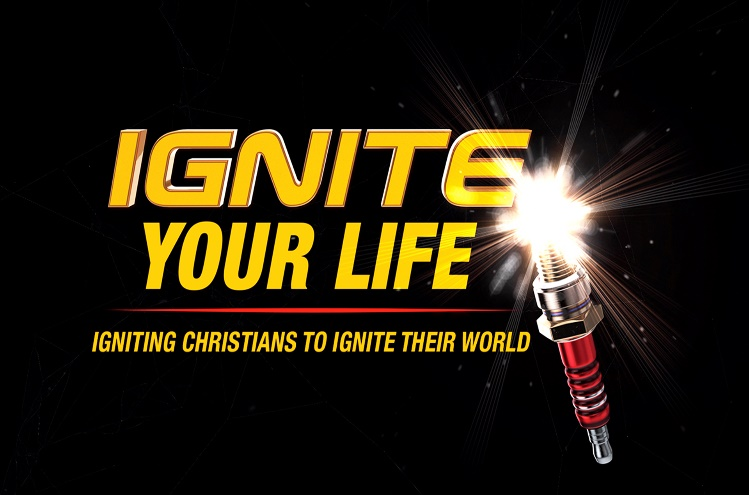 IGNITE
YOUR LIFE
IGNITING CHRISTIANS TO IGNITE THEIR WORLD